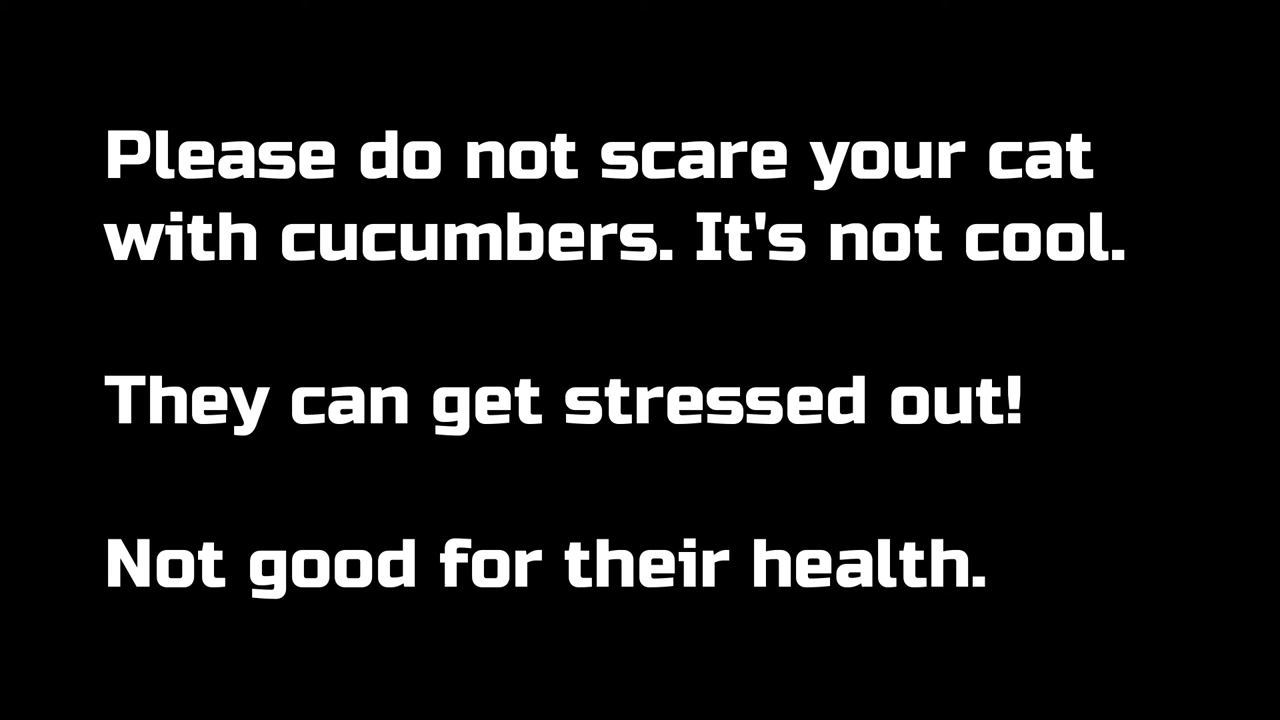 Please do not scare your cat
with cucumbers. It's not cool.
They can get stressed out!
Not good for their health.